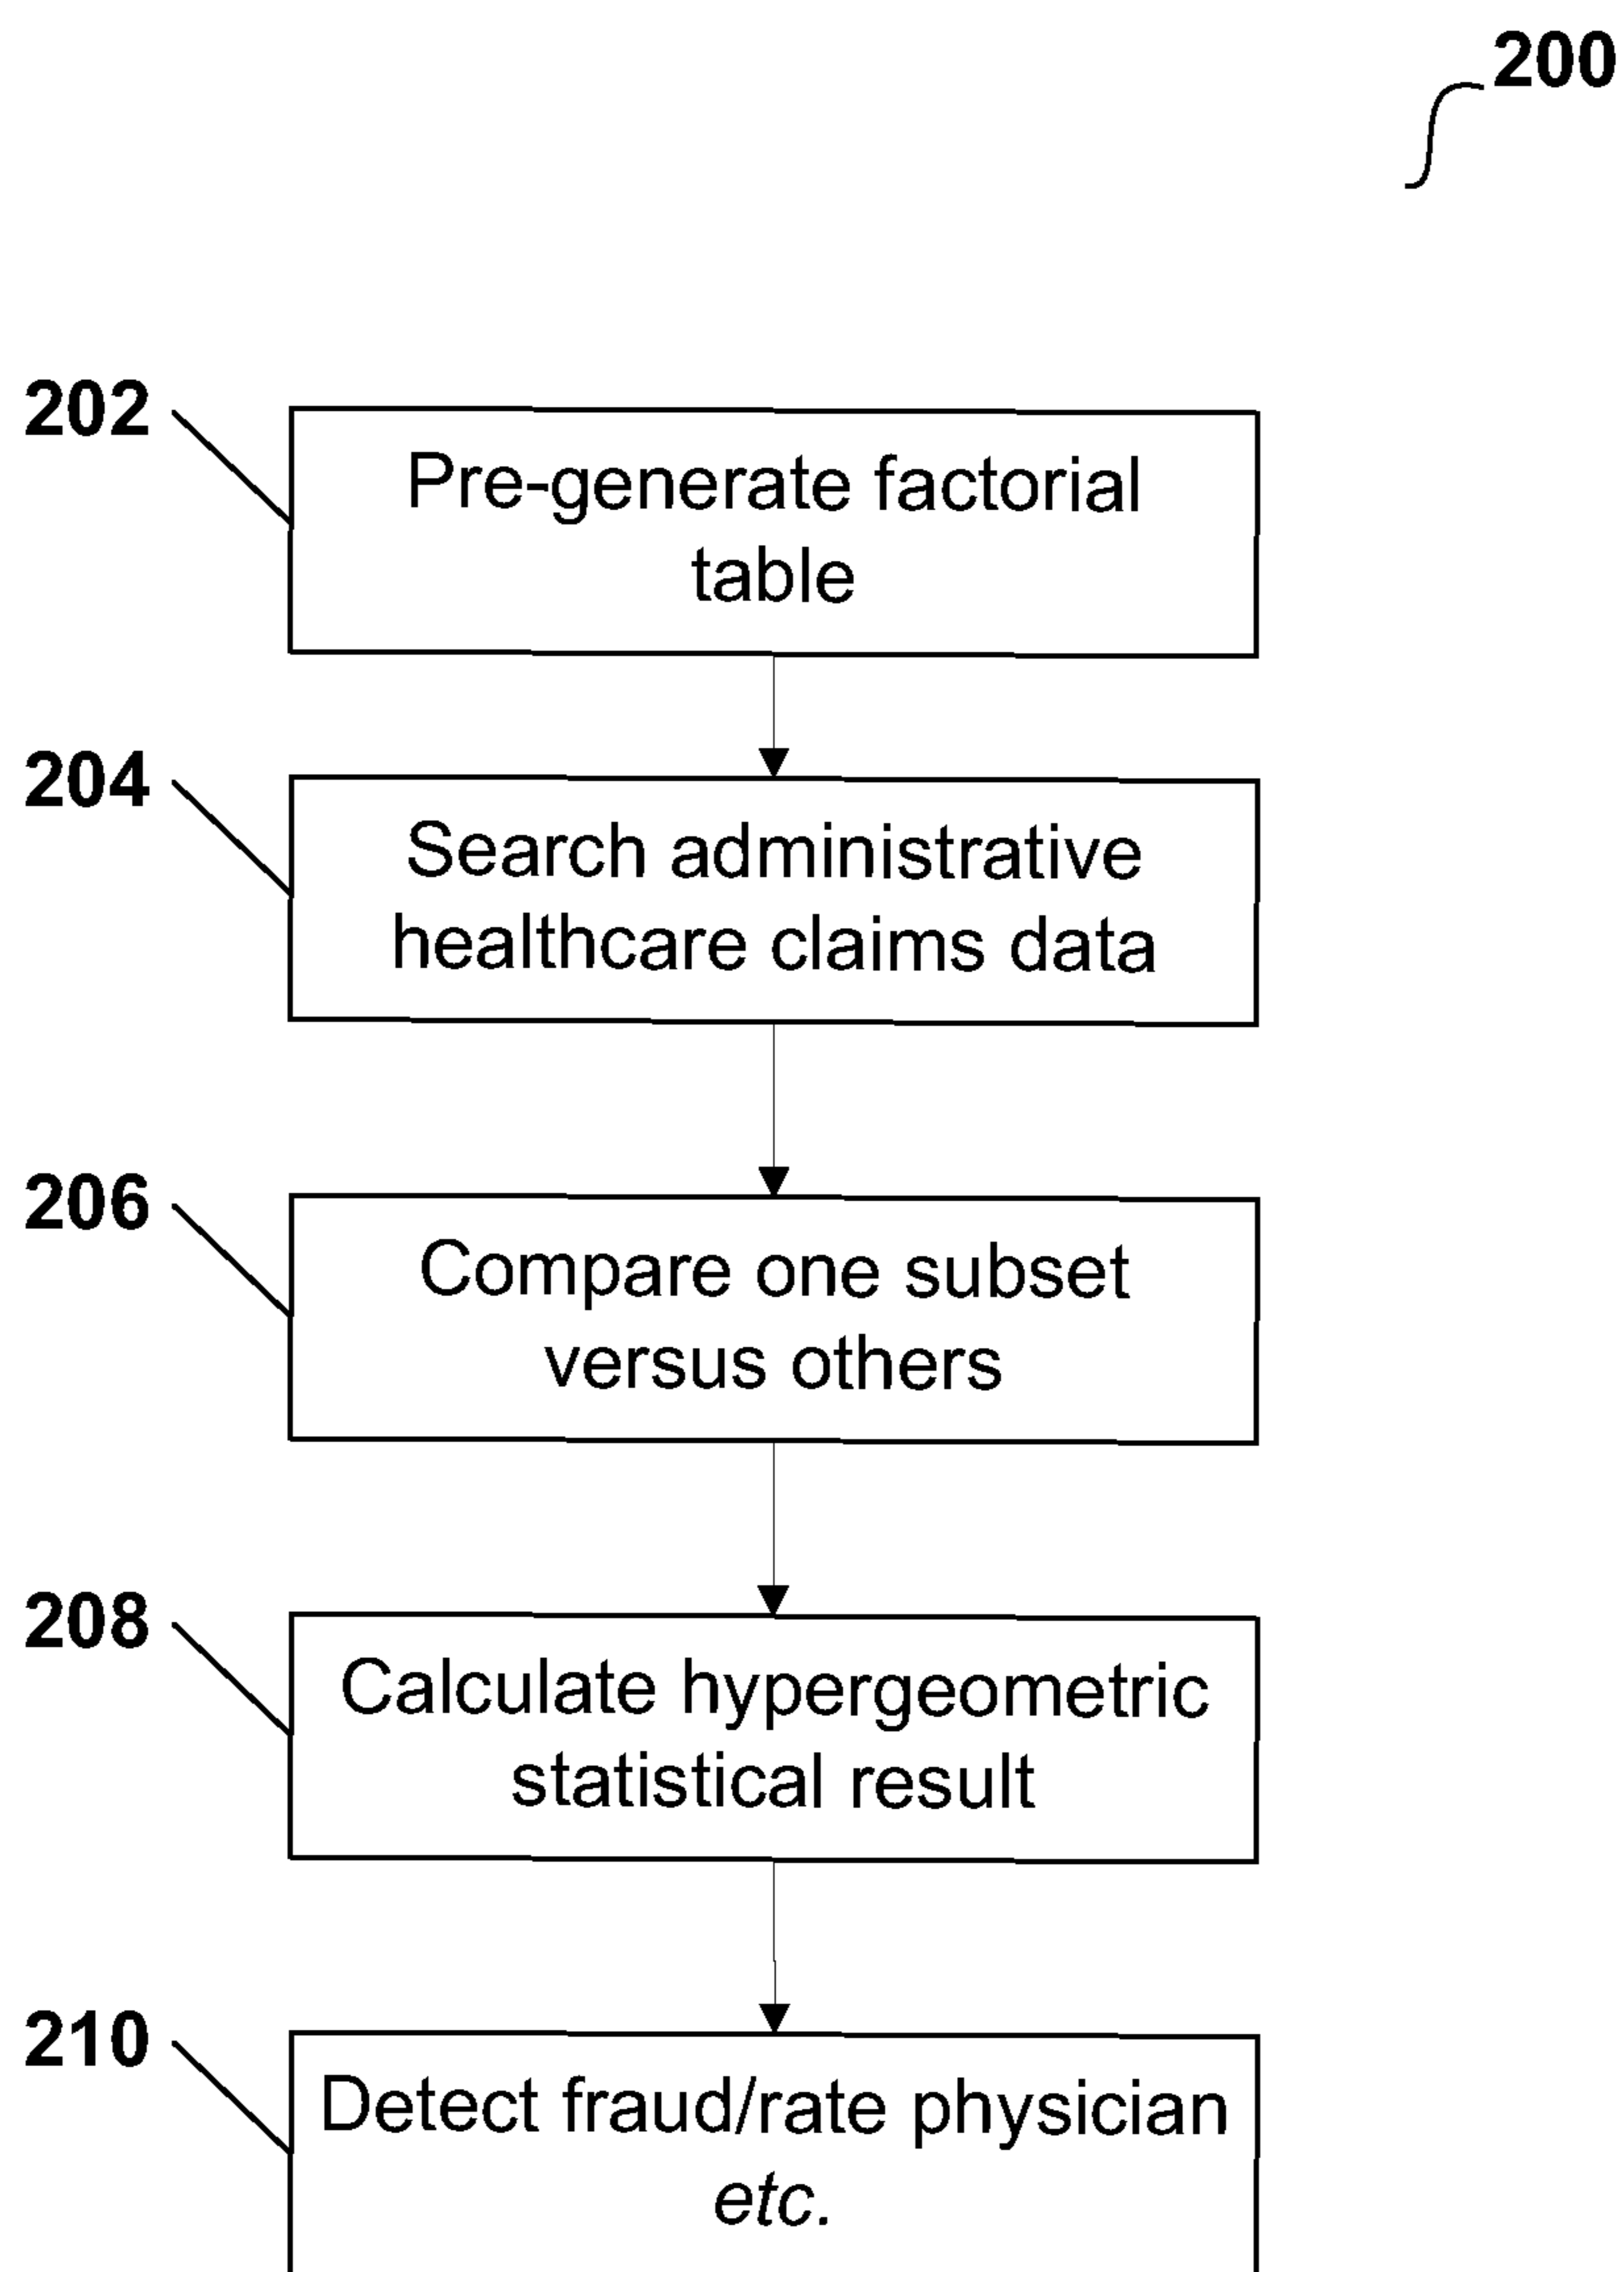 200
202
Pre-generate factorial
table
204
Search administrative
healthcare claims data
206
Compare one subset
versus others
208
Calculate hypergeometric
statistical result
210
Detect fraud/rate physician
etc.